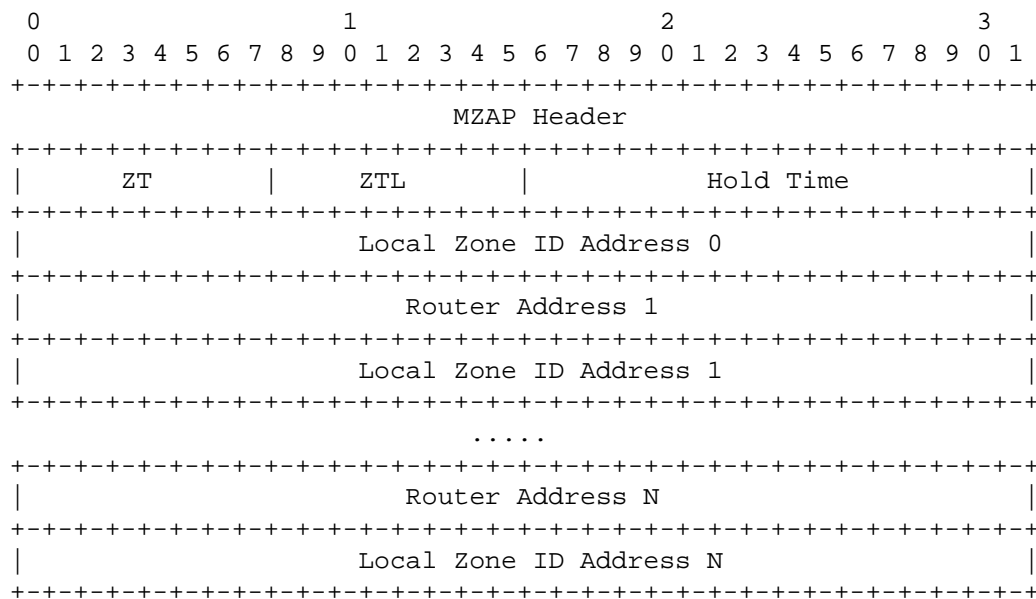 0                   1                   2                   3
 0 1 2 3 4 5 6 7 8 9 0 1 2 3 4 5 6 7 8 9 0 1 2 3 4 5 6 7 8 9 0 1
+-+-+-+-+-+-+-+-+-+-+-+-+-+-+-+-+-+-+-+-+-+-+-+-+-+-+-+-+-+-+-+-+
                            MZAP Header
+-+-+-+-+-+-+-+-+-+-+-+-+-+-+-+-+-+-+-+-+-+-+-+-+-+-+-+-+-+-+-+-+
|      ZT       |     ZTL       |           Hold Time           |
+-+-+-+-+-+-+-+-+-+-+-+-+-+-+-+-+-+-+-+-+-+-+-+-+-+-+-+-+-+-+-+-+
|                     Local Zone ID Address 0                   |
+-+-+-+-+-+-+-+-+-+-+-+-+-+-+-+-+-+-+-+-+-+-+-+-+-+-+-+-+-+-+-+-+
|                        Router Address 1                       |
+-+-+-+-+-+-+-+-+-+-+-+-+-+-+-+-+-+-+-+-+-+-+-+-+-+-+-+-+-+-+-+-+
|                     Local Zone ID Address 1                   |
+-+-+-+-+-+-+-+-+-+-+-+-+-+-+-+-+-+-+-+-+-+-+-+-+-+-+-+-+-+-+-+-+
                             .....
+-+-+-+-+-+-+-+-+-+-+-+-+-+-+-+-+-+-+-+-+-+-+-+-+-+-+-+-+-+-+-+-+
|                        Router Address N                       |
+-+-+-+-+-+-+-+-+-+-+-+-+-+-+-+-+-+-+-+-+-+-+-+-+-+-+-+-+-+-+-+-+
|                     Local Zone ID Address N                   |
+-+-+-+-+-+-+-+-+-+-+-+-+-+-+-+-+-+-+-+-+-+-+-+-+-+-+-+-+-+-+-+-+